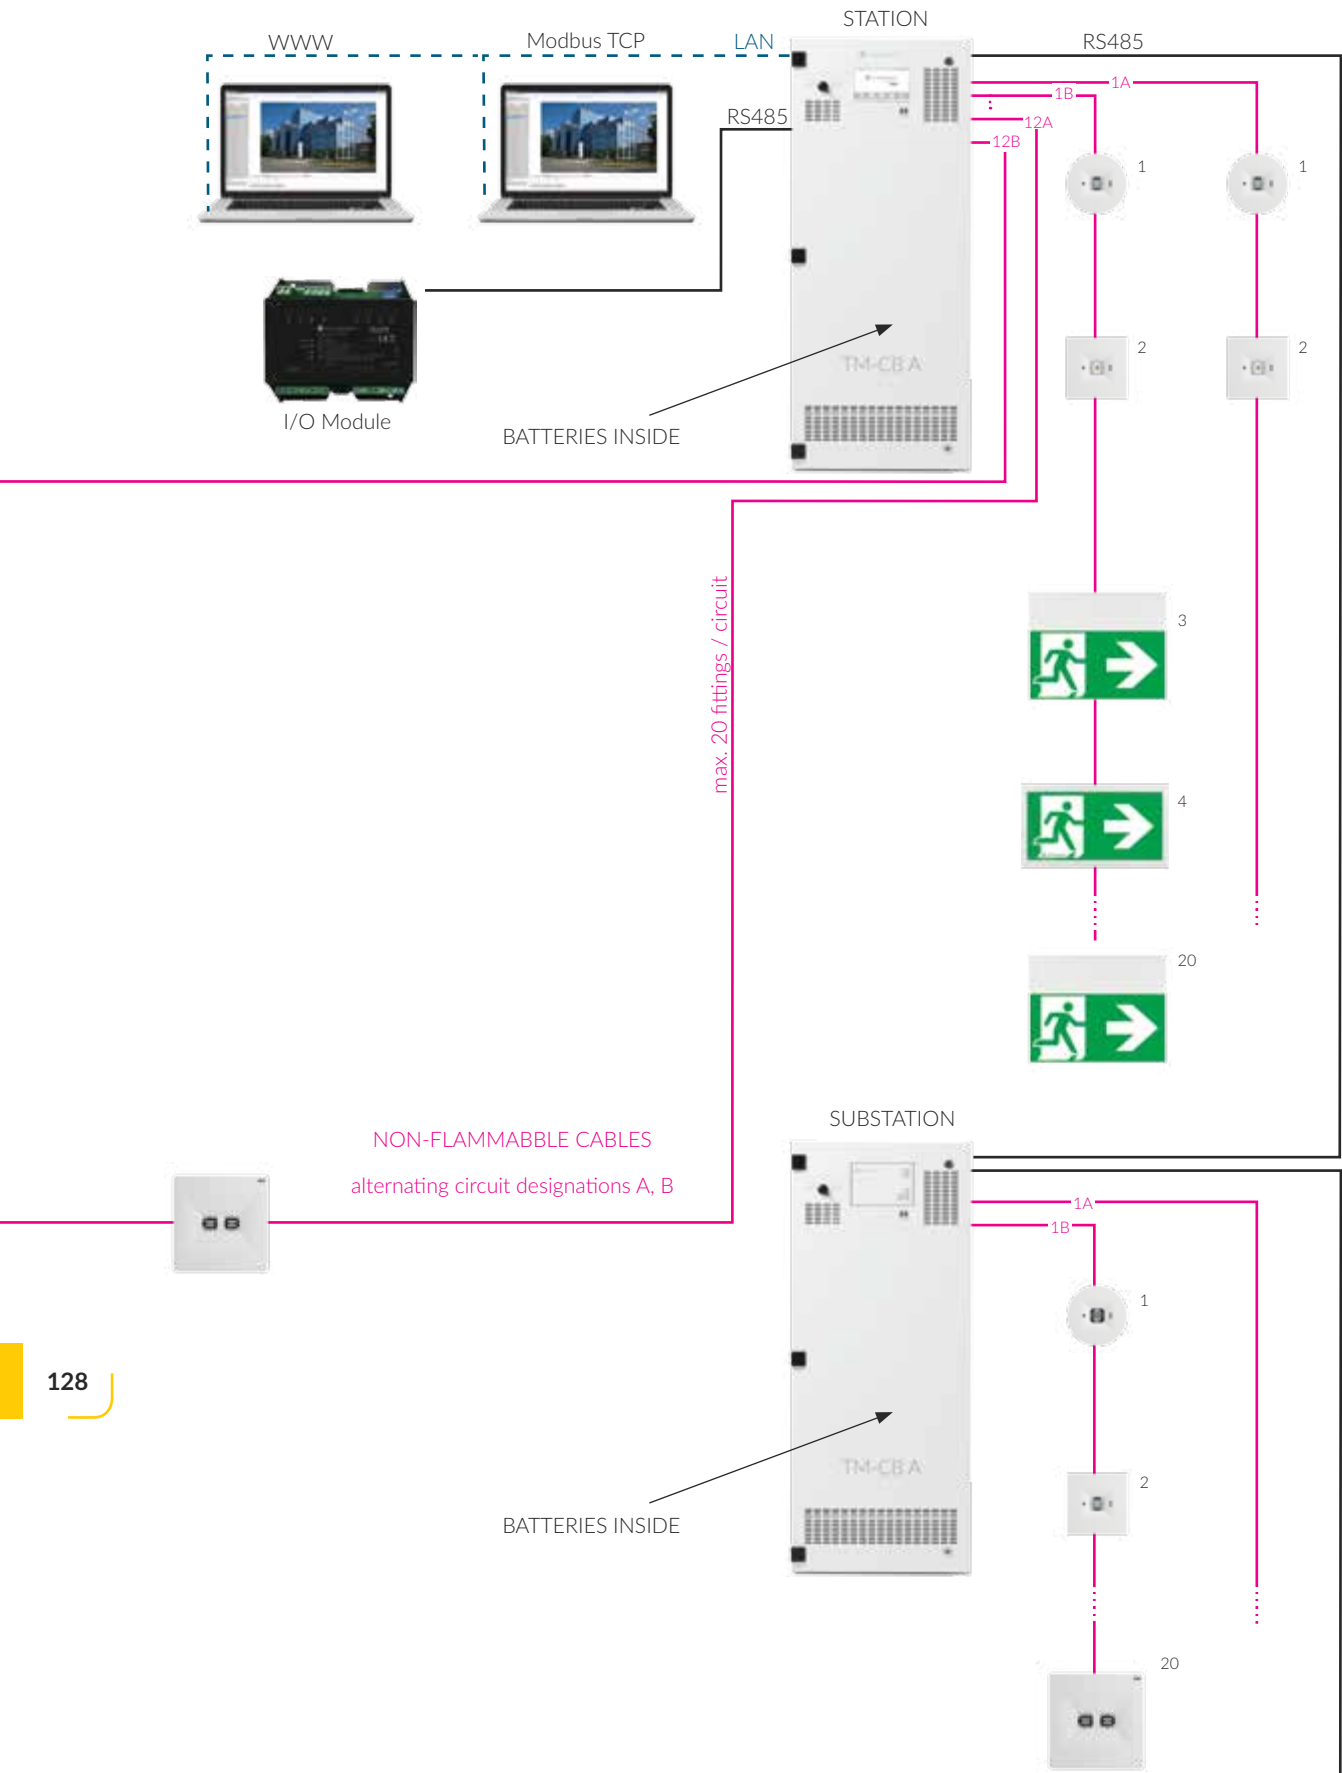 STATION
WWW
Modbus TCP
LAN
RS485
1A
1B
RS485
12A
12B
1
1
2
2
TM-CB A
I/O Module
BATTERIES INSIDE
max. 20 fittings / circuit
3
4
20
SUBSTATION
NON-FLAMMABBLE CABLES
alternating circuit designations A, B
1A
1B
1
128
TM-CB A
2
BATTERIES INSIDE
20